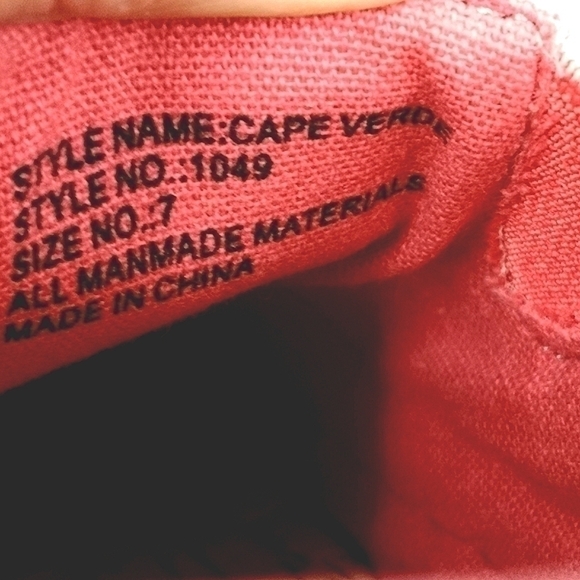 STYLE NAME:CAPE VERDE
STYLE NO..1049
SIZE NO..7
ALL MANMADE MATERIALS
MADE IN CHINA